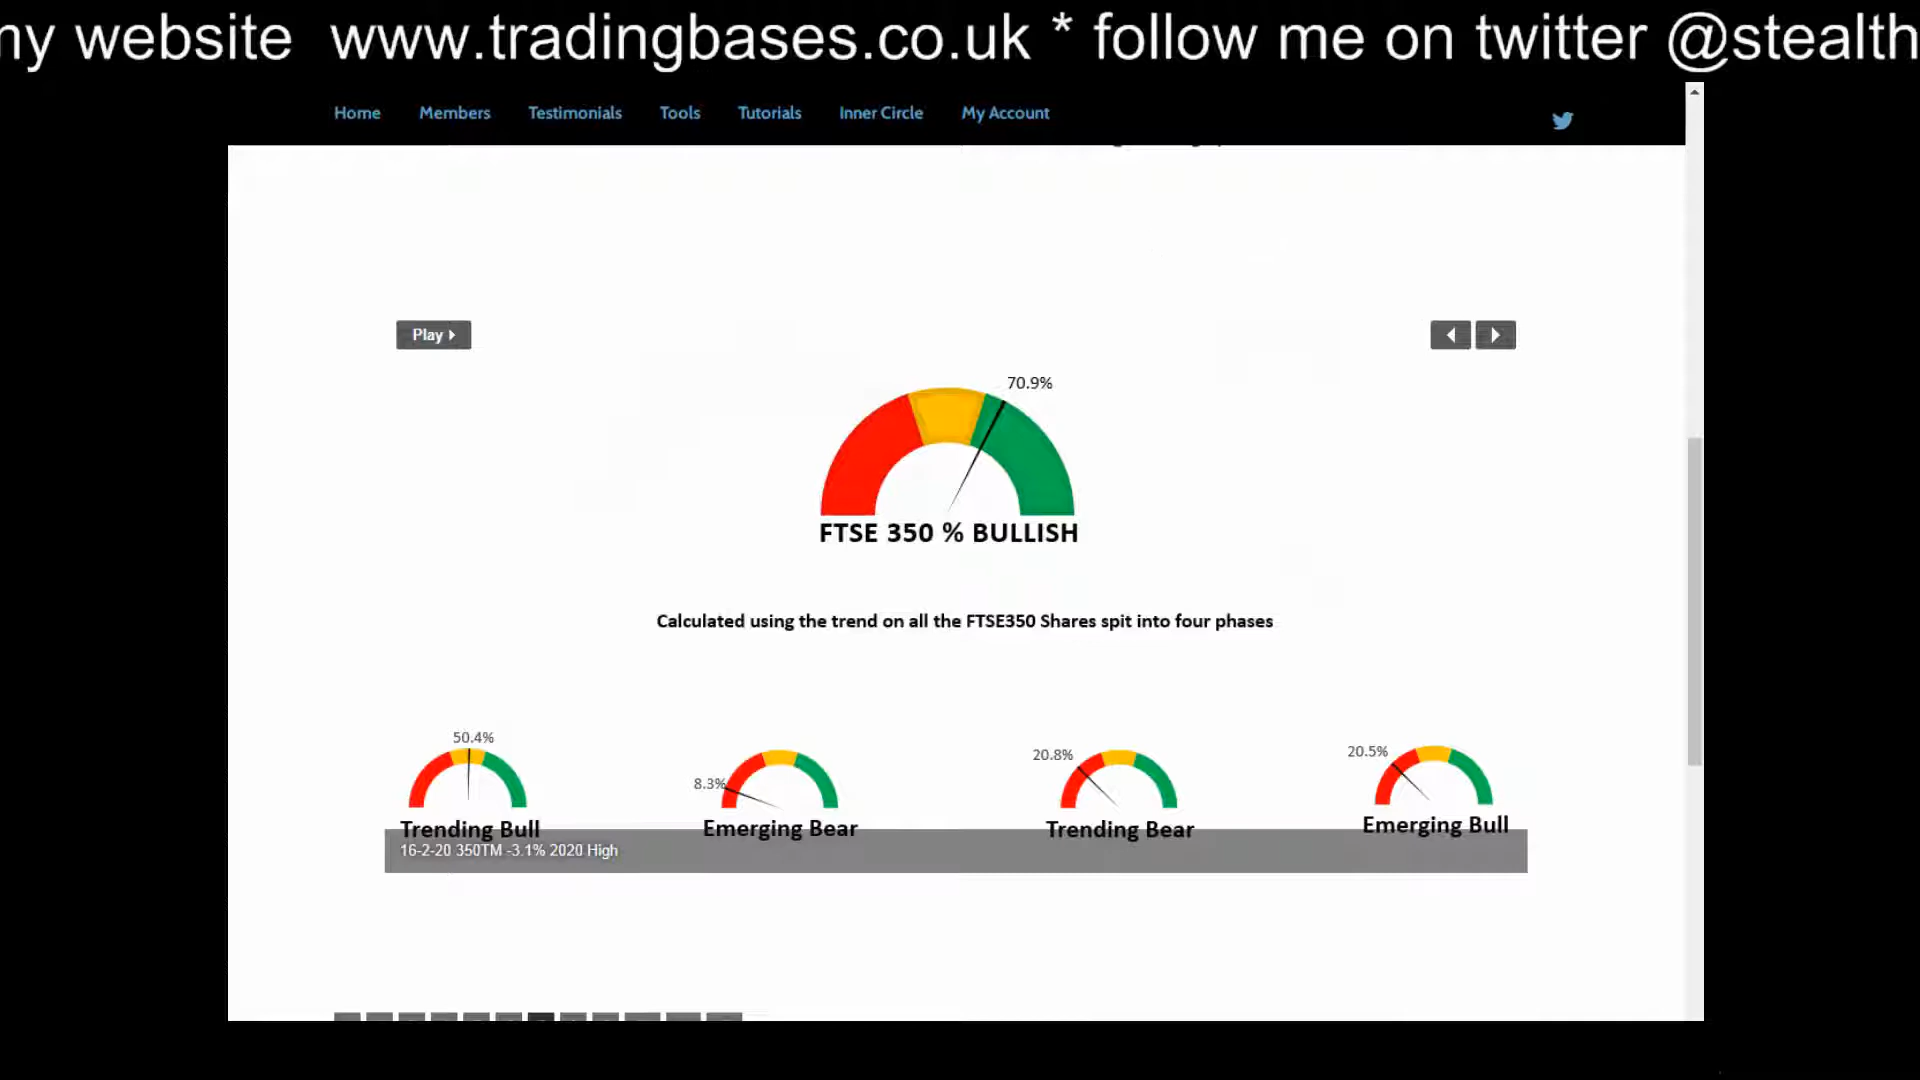 my website www.tradingbases.co.uk * follow me on twitter @stealth
Home Members Testimonials Tools Tutorials Inner Circle My Account
Play
70.9%
FTSE 350 % BULLISH
Calculated using the trend on all the FTSE350 Shares spit into four phases
50.4% 8.3% 20.8% 20.5%
Trending Bull Emerging Bear Trending Bear Emerging Bull
16-2-20 350TM -3.1% 2020 High